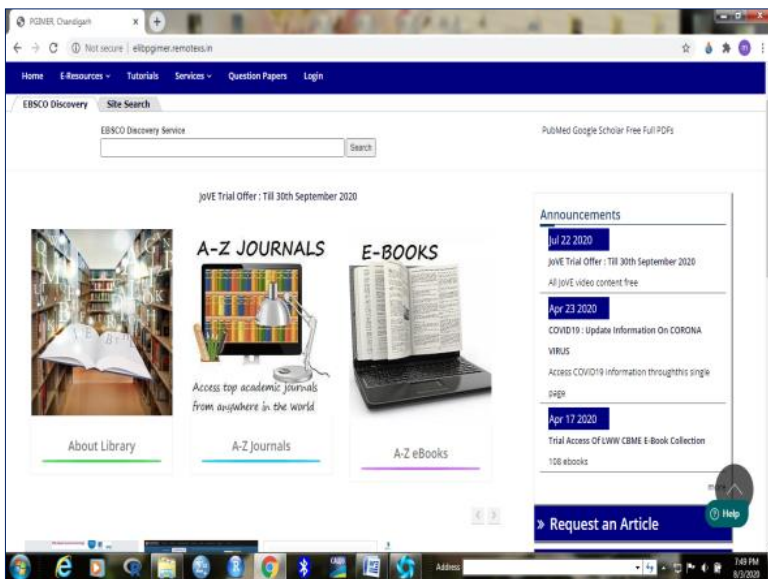 PGIMER, Chandigarh
Not secure | elibpgimer.remotexs.in
Home E-Resources Tutorials Services Question Papers Login
EBSCO Discovery Site Search
EBSCO Discovery Service
Search
PubMed Google Scholar Free Full PDFs
JoVE Trial Offer : Till 30th September 2020
A-Z JOURNALS
Access top academic journals
from anywhere in the world
E-BOOKS
About Library
A-Z Journals
A-Z eBooks
Announcements
Jul 22 2020
JoVE Trial Offer : Till 30th September 2020
All JoVE video content free
Apr 23 2020
COVID19 : Update Information On CORONA
VIRUS
Access COVID19 information throughthis single
page
Apr 17 2020
Trial Access Of LWW CBME E-Book Collection
108 ebooks
more
Help
» Request an Article
Address
7:49 PM
8/3/2020